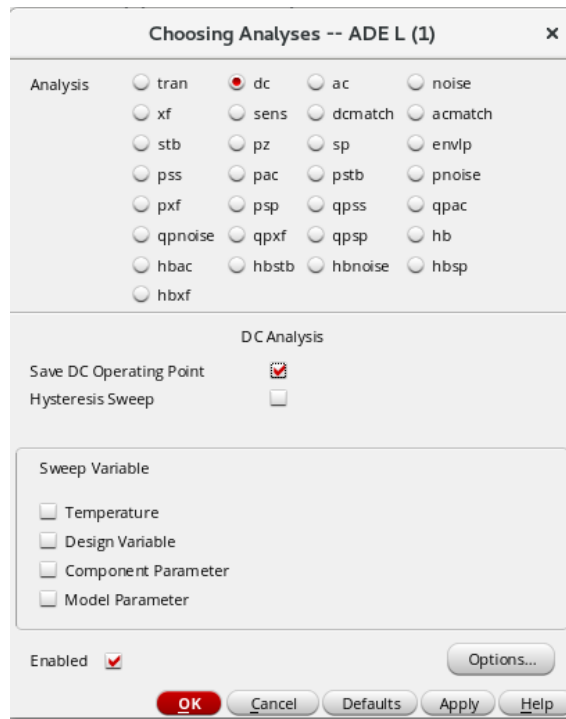 Choosing Analyses -- ADE L (1) ×
Analysis tran dc ac noise
xf sens dcmatch acmatch
stb pz sp envlp
pss pac pstb pnoise
pxf psp qpss qpac
qpnoise qpxf qpsp hb
hbac hbstb hbnoise hbsp
hbxf
DC Analysis
Save DC Operating Point
Hysteresis Sweep
Sweep Variable
Temperature
Design Variable
Component Parameter
Model Parameter
Enabled Options...
OK Cancel Defaults Apply Help